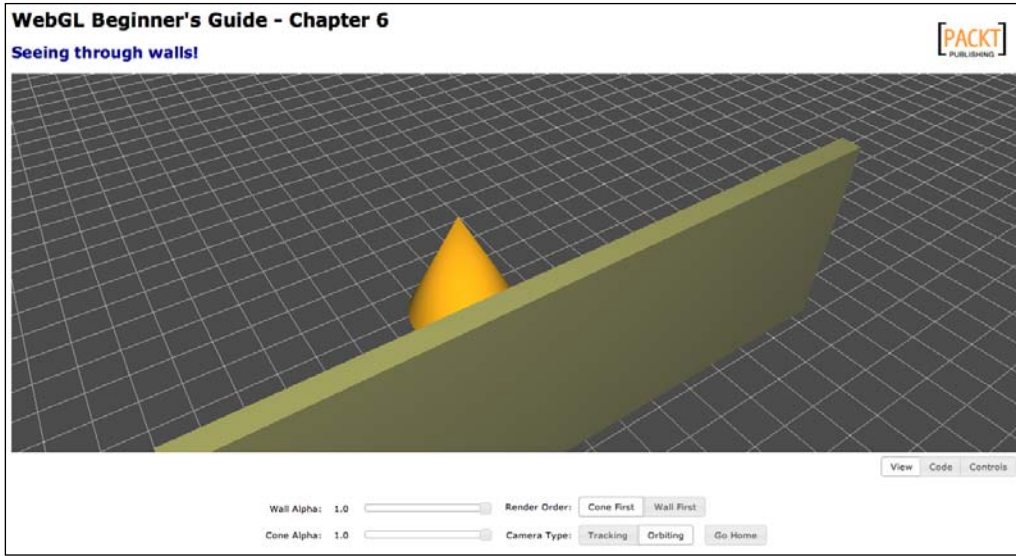 WebGL Beginner's Guide - Chapter 6
Seeing through walls!
[PACKT]
PUBLISHING
View Code Controls
Wall Alpha: 1.0 Render Order: Cone First Wall First
Cone Alpha: 1.0 Camera Type: Tracking Orbiting Go Home